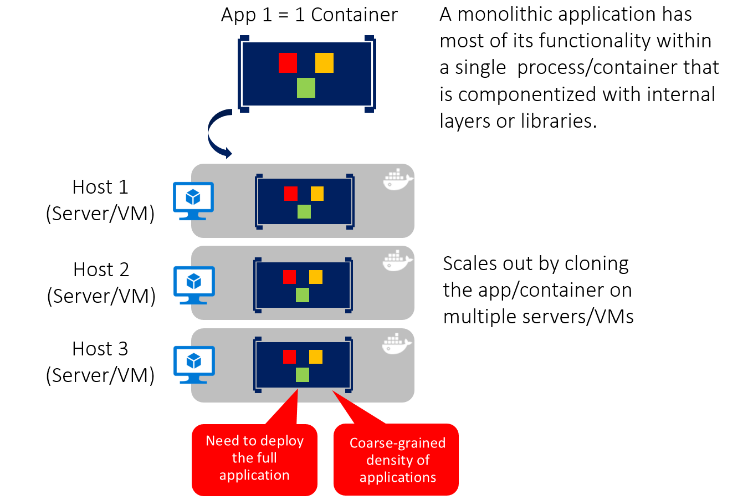 App 1 = 1 Container
A monolithic application has
most of its functionality within
a single process/container that
is componentized with internal
layers or libraries.
Host 1
(Server/VM)
Host 2
(Server/VM)
Scales out by cloning
the app/container on
multiple servers/VMs
Host 3
(Server/VM)
Need to deploy
the full
application
Coarse-grained
density of
applications